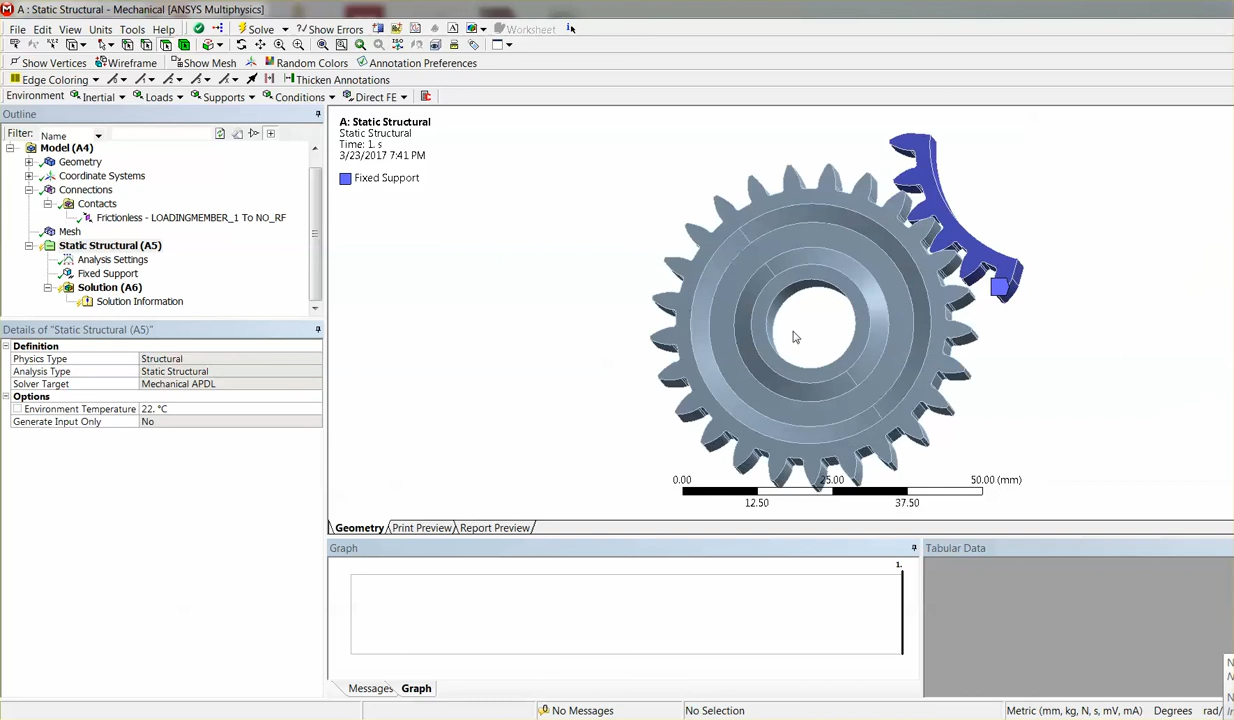 A : Static Structural - Mechanical [ANSYS Multiphysics]
File Edit View Units Tools Help Solve Show Errors Worksheet
Show Vertices Wireframe Show Mesh Random Colors Annotation Preferences
Edge Coloring Thicken Annotations
Environment Inertial Loads Supports Conditions Direct FE
Outline
Filter: Name
Model (A4)
Geometry
Coordinate Systems
Connections
Contacts
Frictionless - LOADINGMEMBER_1 To NO_RF
Mesh
Static Structural (A5)
Analysis Settings
Fixed Support
Solution (A6)
Solution Information
Details of "Static Structural (A5)"
Definition
Physics Type Structural
Analysis Type Static Structural
Solver Target Mechanical APDL
Options
Environment Temperature 22. °C
Generate Input Only No
A: Static Structural
Static Structural
Time: 1. s
3/23/2017 7:41 PM
Fixed Support
0.00 25.00 50.00 (mm)
12.50 37.50
Geometry Print Preview Report Preview
Graph
1.
Messages Graph
Tabular Data
0 No Messages No Selection Metric (mm, kg, N, s, mV, mA) Degrees rad/